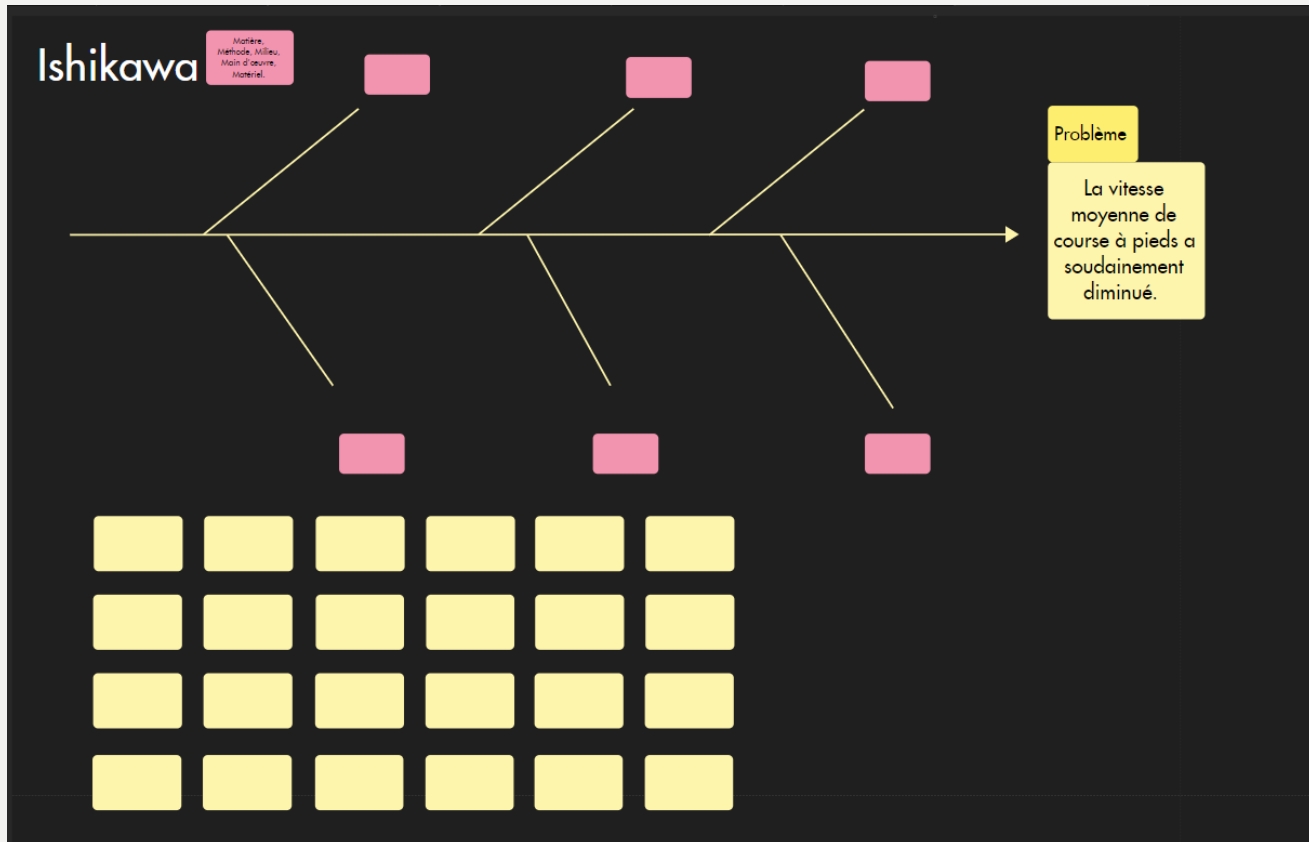 Ishikawa
Matière,
Méthode, Milieu,
Main d'œuvre,
Matériel.
Problème
La vitesse
moyenne de
course à pieds a
soudainement
diminué.